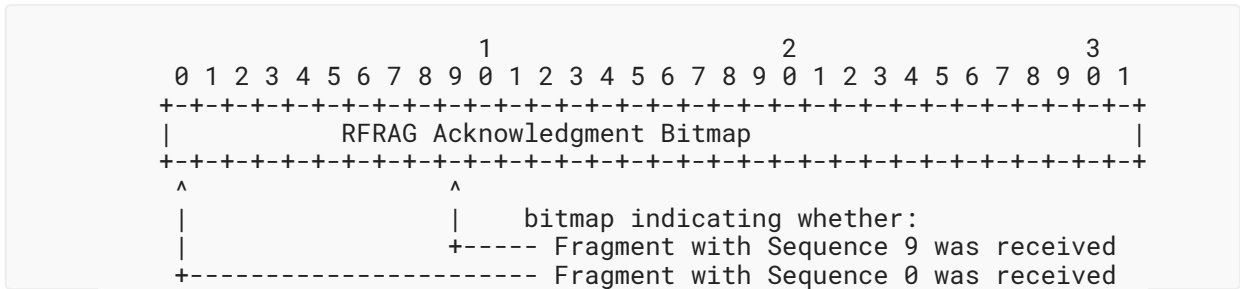 1                   2                   3
 0 1 2 3 4 5 6 7 8 9 0 1 2 3 4 5 6 7 8 9 0 1 2 3 4 5 6 7 8 9 0 1
+-+-+-+-+-+-+-+-+-+-+-+-+-+-+-+-+-+-+-+-+-+-+-+-+-+-+-+-+-+-+-+-+
|           RFRAG Acknowledgment Bitmap                         |
+-+-+-+-+-+-+-+-+-+-+-+-+-+-+-+-+-+-+-+-+-+-+-+-+-+-+-+-+-+-+-+-+
 ^                 ^
 |                 |    bitmap indicating whether:
 |                 +----- Fragment with Sequence 9 was received
 +----------------------- Fragment with Sequence 0 was received